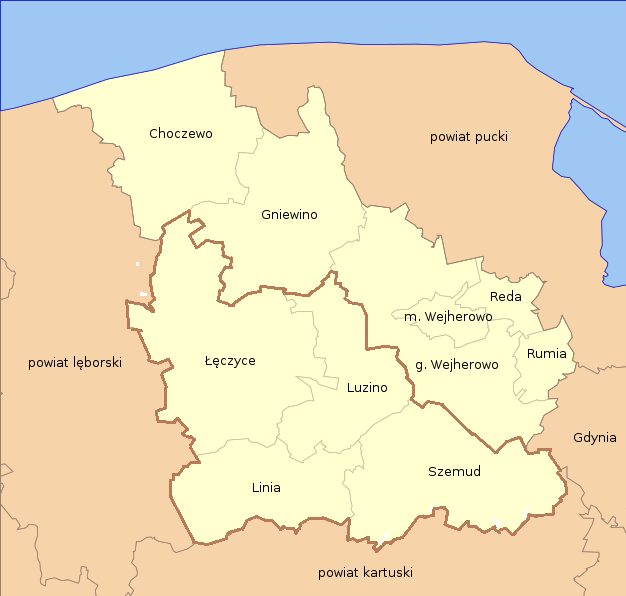 Choczewo
powiat pucki
Gniewino
Reda
m. Wejherowo
Rumia
powiat lęborski
Łęczyce
g. Wejherowo
Luzino
Gdynia
Szemud
Linia
powiat kartuski